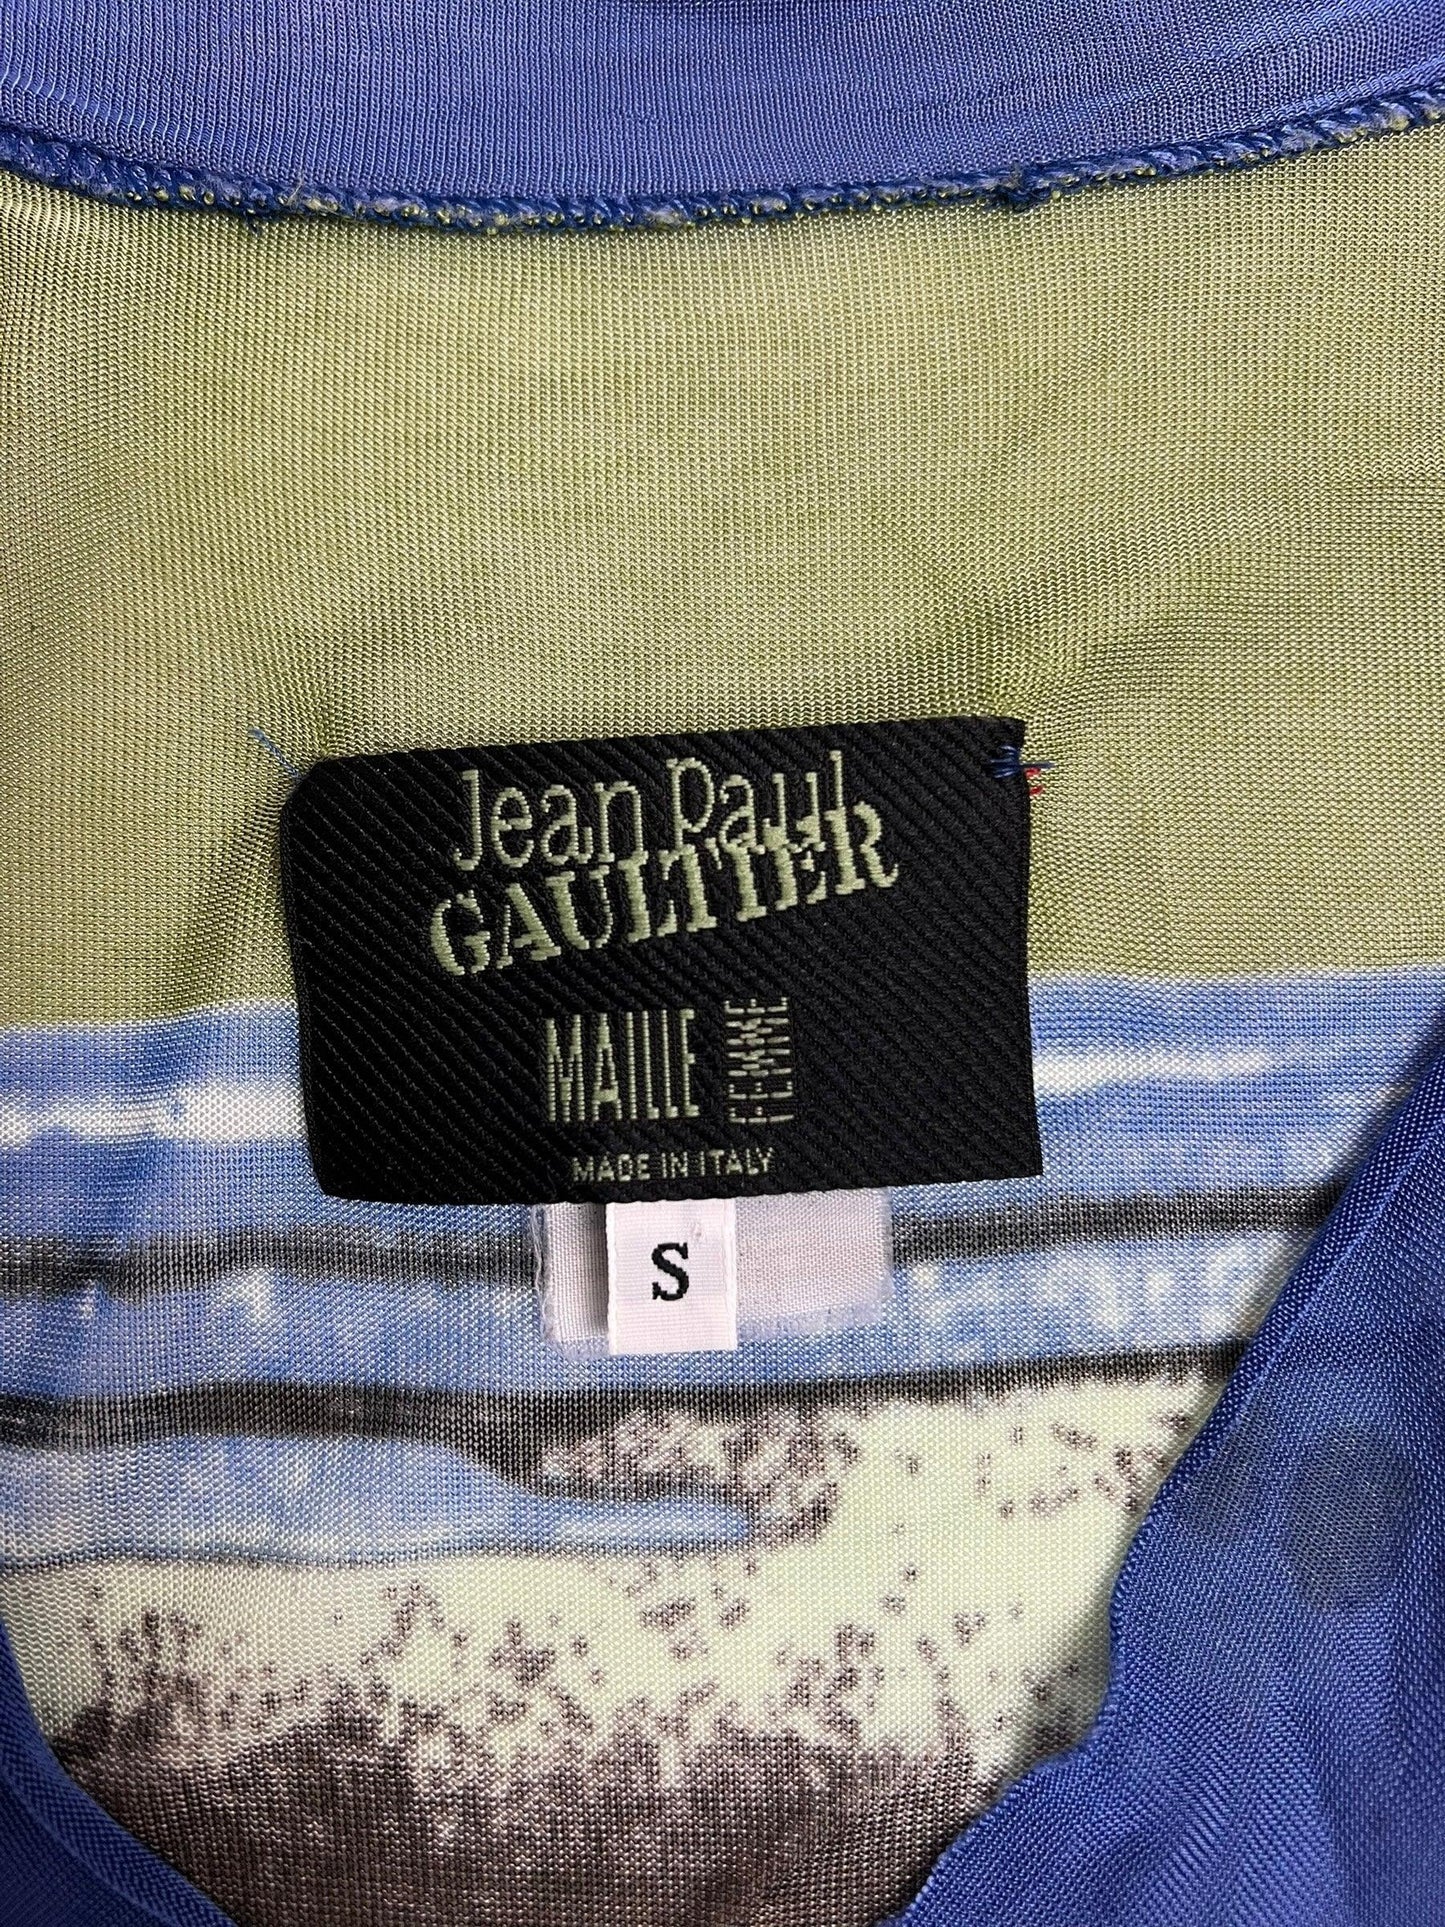 Jean Paul
GAULTIER
MAILLE FEMME
MADE IN ITALY
S